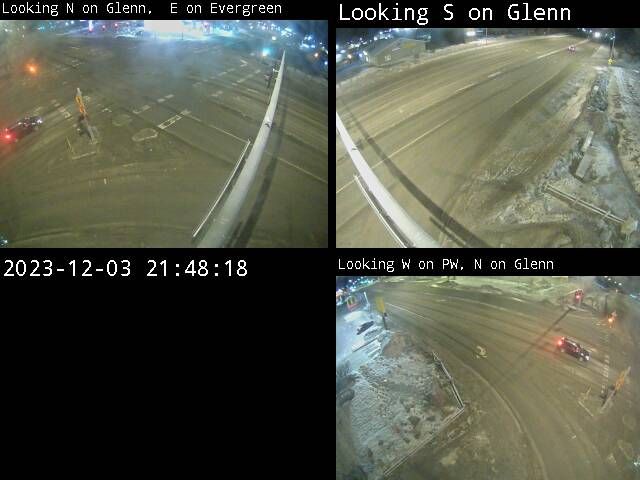 Looking N on Glenn, E on Evergreen
Looking S on Glenn
2023-12-03 21:48:18
Looking W on PW, N on Glenn